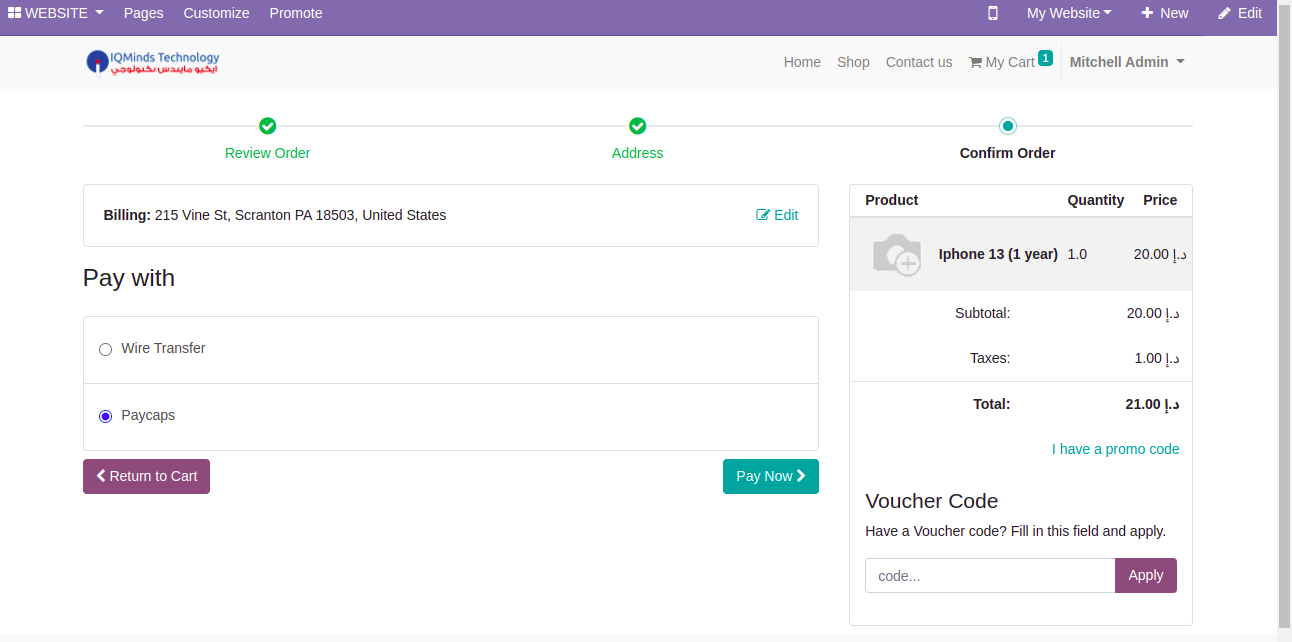 WEBSITE Pages Customize Promote My Website New Edit
IQMinds Technology
ايكيو مايندس تكنولوجي
Home Shop Contact us My Cart 1 Mitchell Admin
Review Order Address Confirm Order
Billing: 215 Vine St, Scranton PA 18503, United States Edit
Pay with
Wire Transfer
Paycaps
Return to Cart Pay Now
Product Quantity Price
Iphone 13 (1 year) 1.0 20.00 د.إ
Subtotal: 20.00 د.إ
Taxes: 1.00 د.إ
Total: 21.00 د.إ
I have a promo code
Voucher Code
Have a Voucher code? Fill in this field and apply.
code... Apply